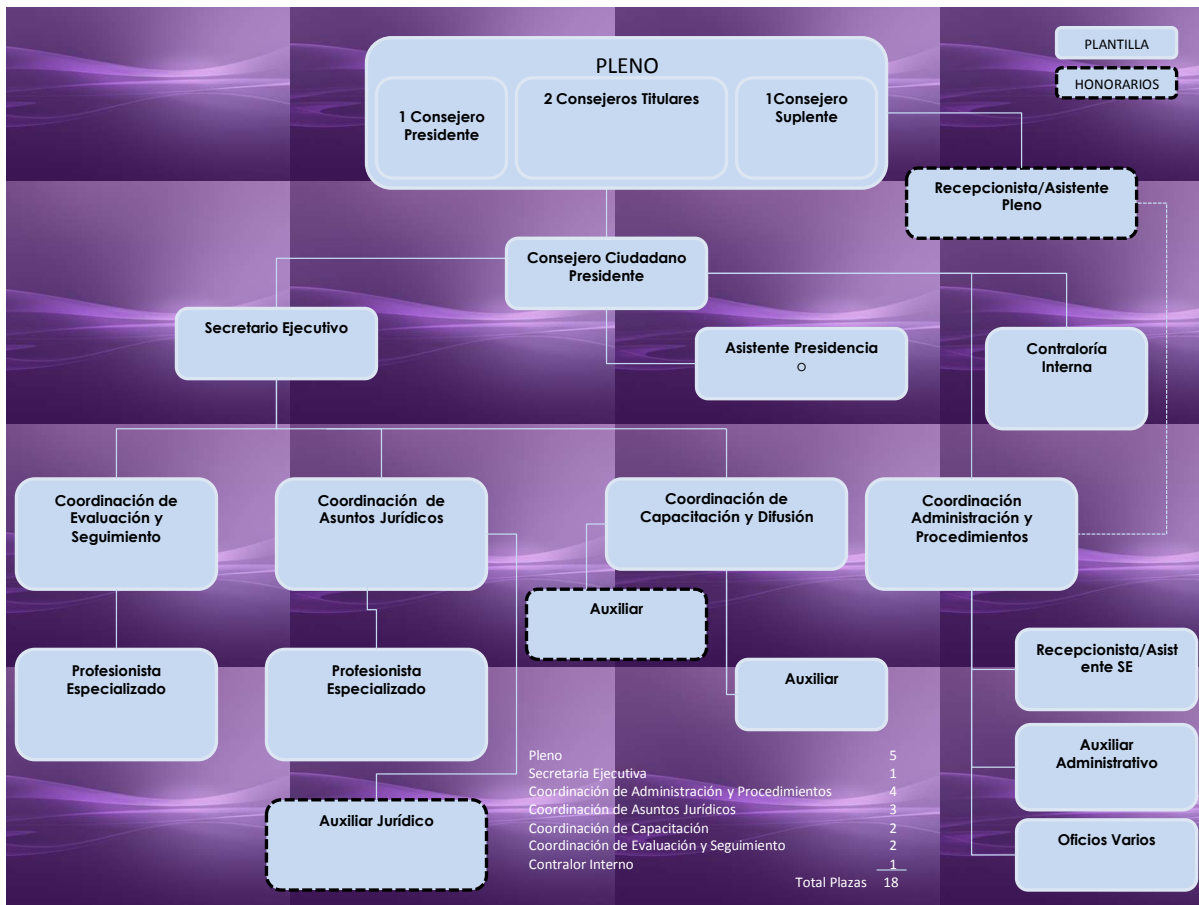 PLENO
1 Consejero
Presidente
2 Consejeros Titulares
1Consejero
Suplente
PLANTILLA
HONORARIOS
Recepcionista/Asistente
Pleno
Consejero Ciudadano
Presidente
Secretario Ejecutivo
Asistente Presidencia
O
Contraloría
Interna
Coordinación de
Evaluación y
Seguimiento
Coordinación de
Asuntos Jurídicos
Coordinación de
Capacitación y Difusión
Coordinación
Administración y
Procedimientos
Auxiliar
Profesionista
Especializado
Profesionista
Especializado
Auxiliar
Recepcionista/Asist
ente SE
Auxiliar
Administrativo
Oficios Varios
Auxiliar Jurídico
Pleno 5
Secretaria Ejecutiva 1
Coordinación de Administración y Procedimientos 4
Coordinación de Asuntos Jurídicos 3
Coordinación de Capacitación 2
Coordinación de Evaluación y Seguimiento 2
Contralor Interno 1
Total Plazas 18